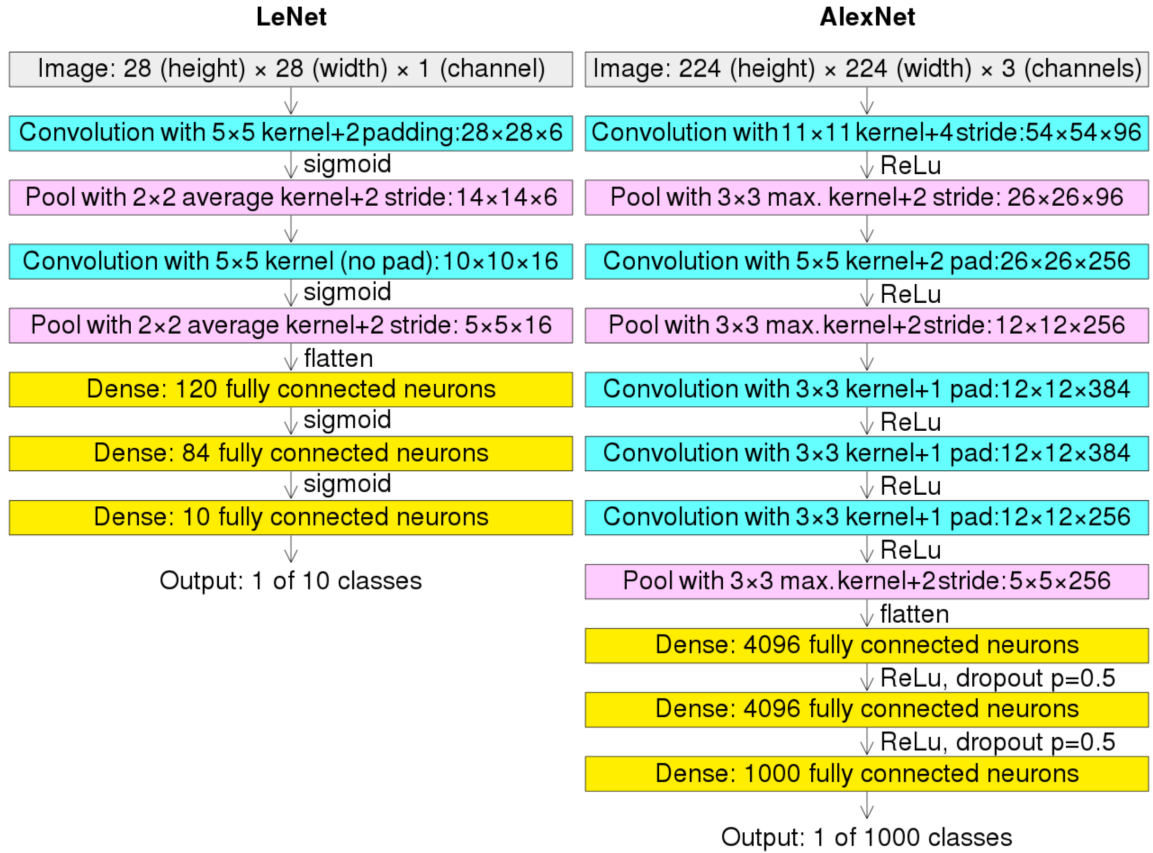 LeNet
Image: 28 (height) × 28 (width) × 1 (channel)
Convolution with 5×5 kernel+2padding:28×28×6
sigmoid
Pool with 2×2 average kernel+2 stride:14×14×6
Convolution with 5×5 kernel (no pad):10×10×16
sigmoid
Pool with 2×2 average kernel+2 stride: 5×5×16
flatten
Dense: 120 fully connected neurons
sigmoid
Dense: 84 fully connected neurons
sigmoid
Dense: 10 fully connected neurons
Output: 1 of 10 classes
AlexNet
Image: 224 (height) × 224 (width) × 3 (channels)
Convolution with 11×11 kernel+4 stride:54×54×96
ReLu
Pool with 3×3 max. kernel+2 stride: 26×26×96
Convolution with 5×5 kernel+2 pad:26×26×256
ReLu
Pool with 3×3 max.kernel+2stride:12×12×256
Convolution with 3×3 kernel+1 pad:12×12×384
ReLu
Convolution with 3×3 kernel+1 pad:12×12×384
ReLu
Convolution with 3×3 kernel+1 pad:12×12×256
ReLu
Pool with 3×3 max.kernel+2stride:5×5×256
flatten
Dense: 4096 fully connected neurons
ReLu, dropout p=0.5
Dense: 4096 fully connected neurons
ReLu, dropout p=0.5
Dense: 1000 fully connected neurons
Output: 1 of 1000 classes